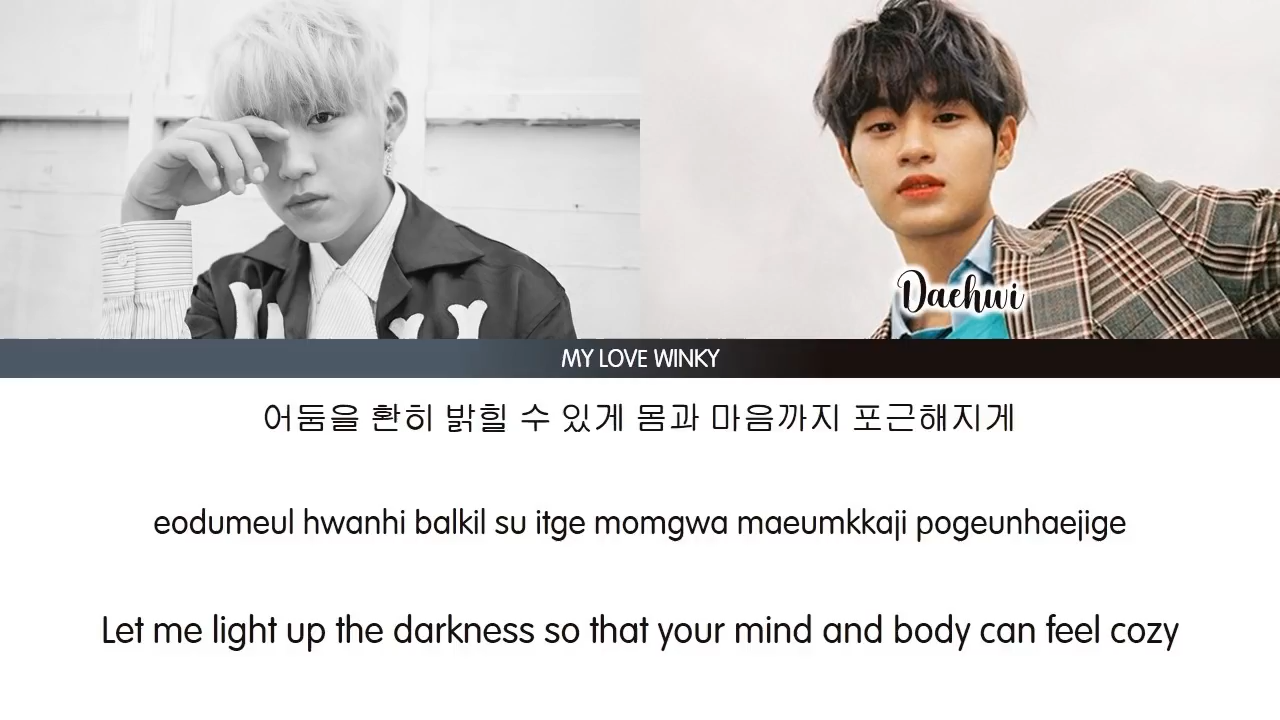 Daehwi
MY LOVE WINKY
어둠을 환히 밝힐 수 있게 몸과 마음까지 포근해지게
eodumeul hwanhi balkil su itge momgwa maeumkkaji pogeunhaejige
Let me light up the darkness so that your mind and body can feel cozy